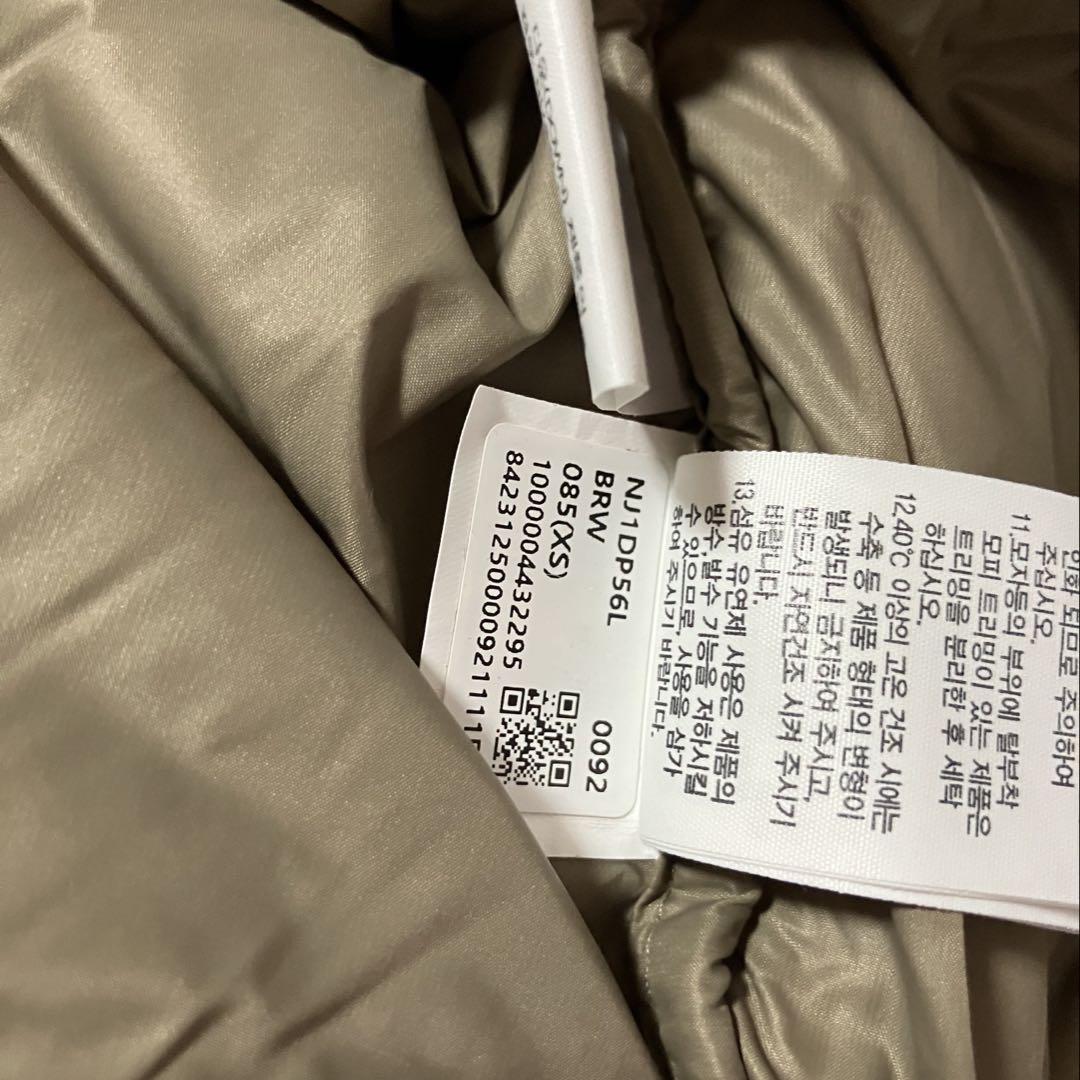 다운(DOWN) 제품의
NJ1DP56L 0092
BRW
085(XS)
1000004432295
84231250000921115
주십시오.
11.모자등의 부위에 탈부착
모피 트리밍이 있는 제품은
트리밍을 분리한 후 세탁
하십시오.
12.40℃ 이상의 고온 건조 시에는
수축 등 제품 형태의 변형이
발생되니 금지하여 주시고,
반드시 자연건조 시켜 주시기
바랍니다.
13.섬유 유연제 사용은 제품의
방수,발수 기능을 저하시킬
수 있으므로, 사용을 삼가
하여 주시기 바랍니다.